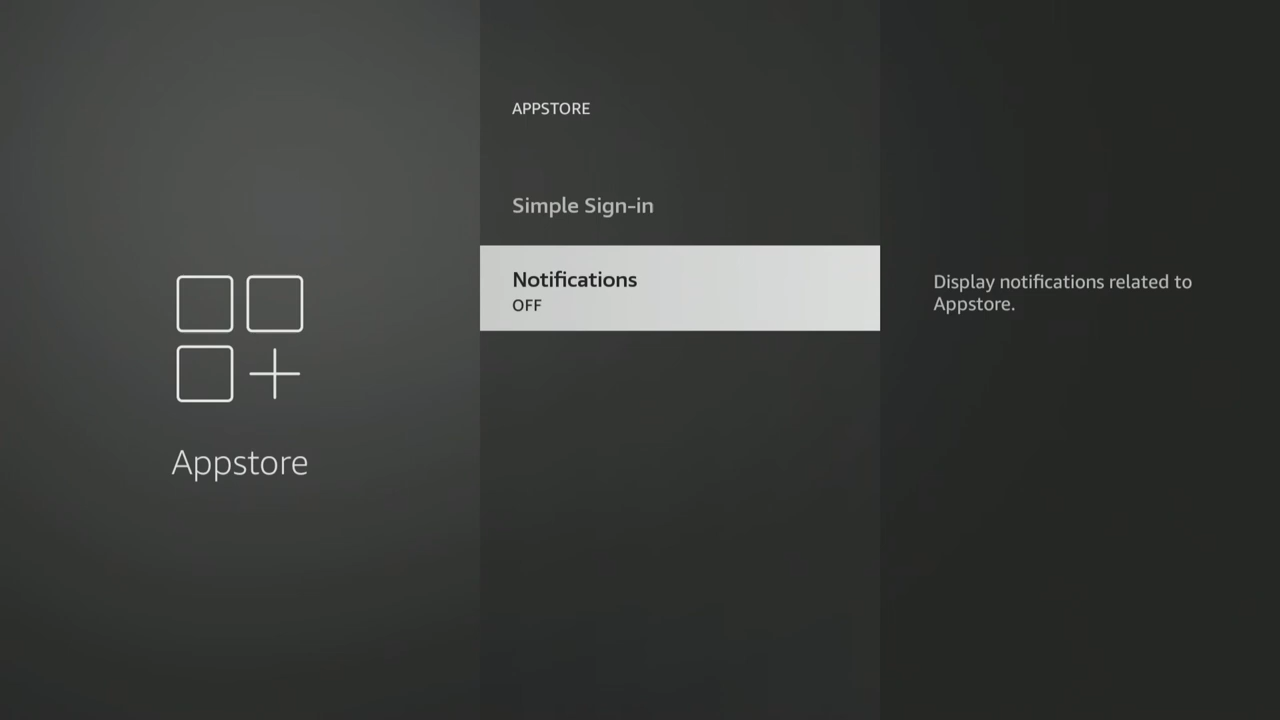 APPSTORE
Simple Sign-in
Notifications
OFF
Display notifications related to
Appstore.
Appstore